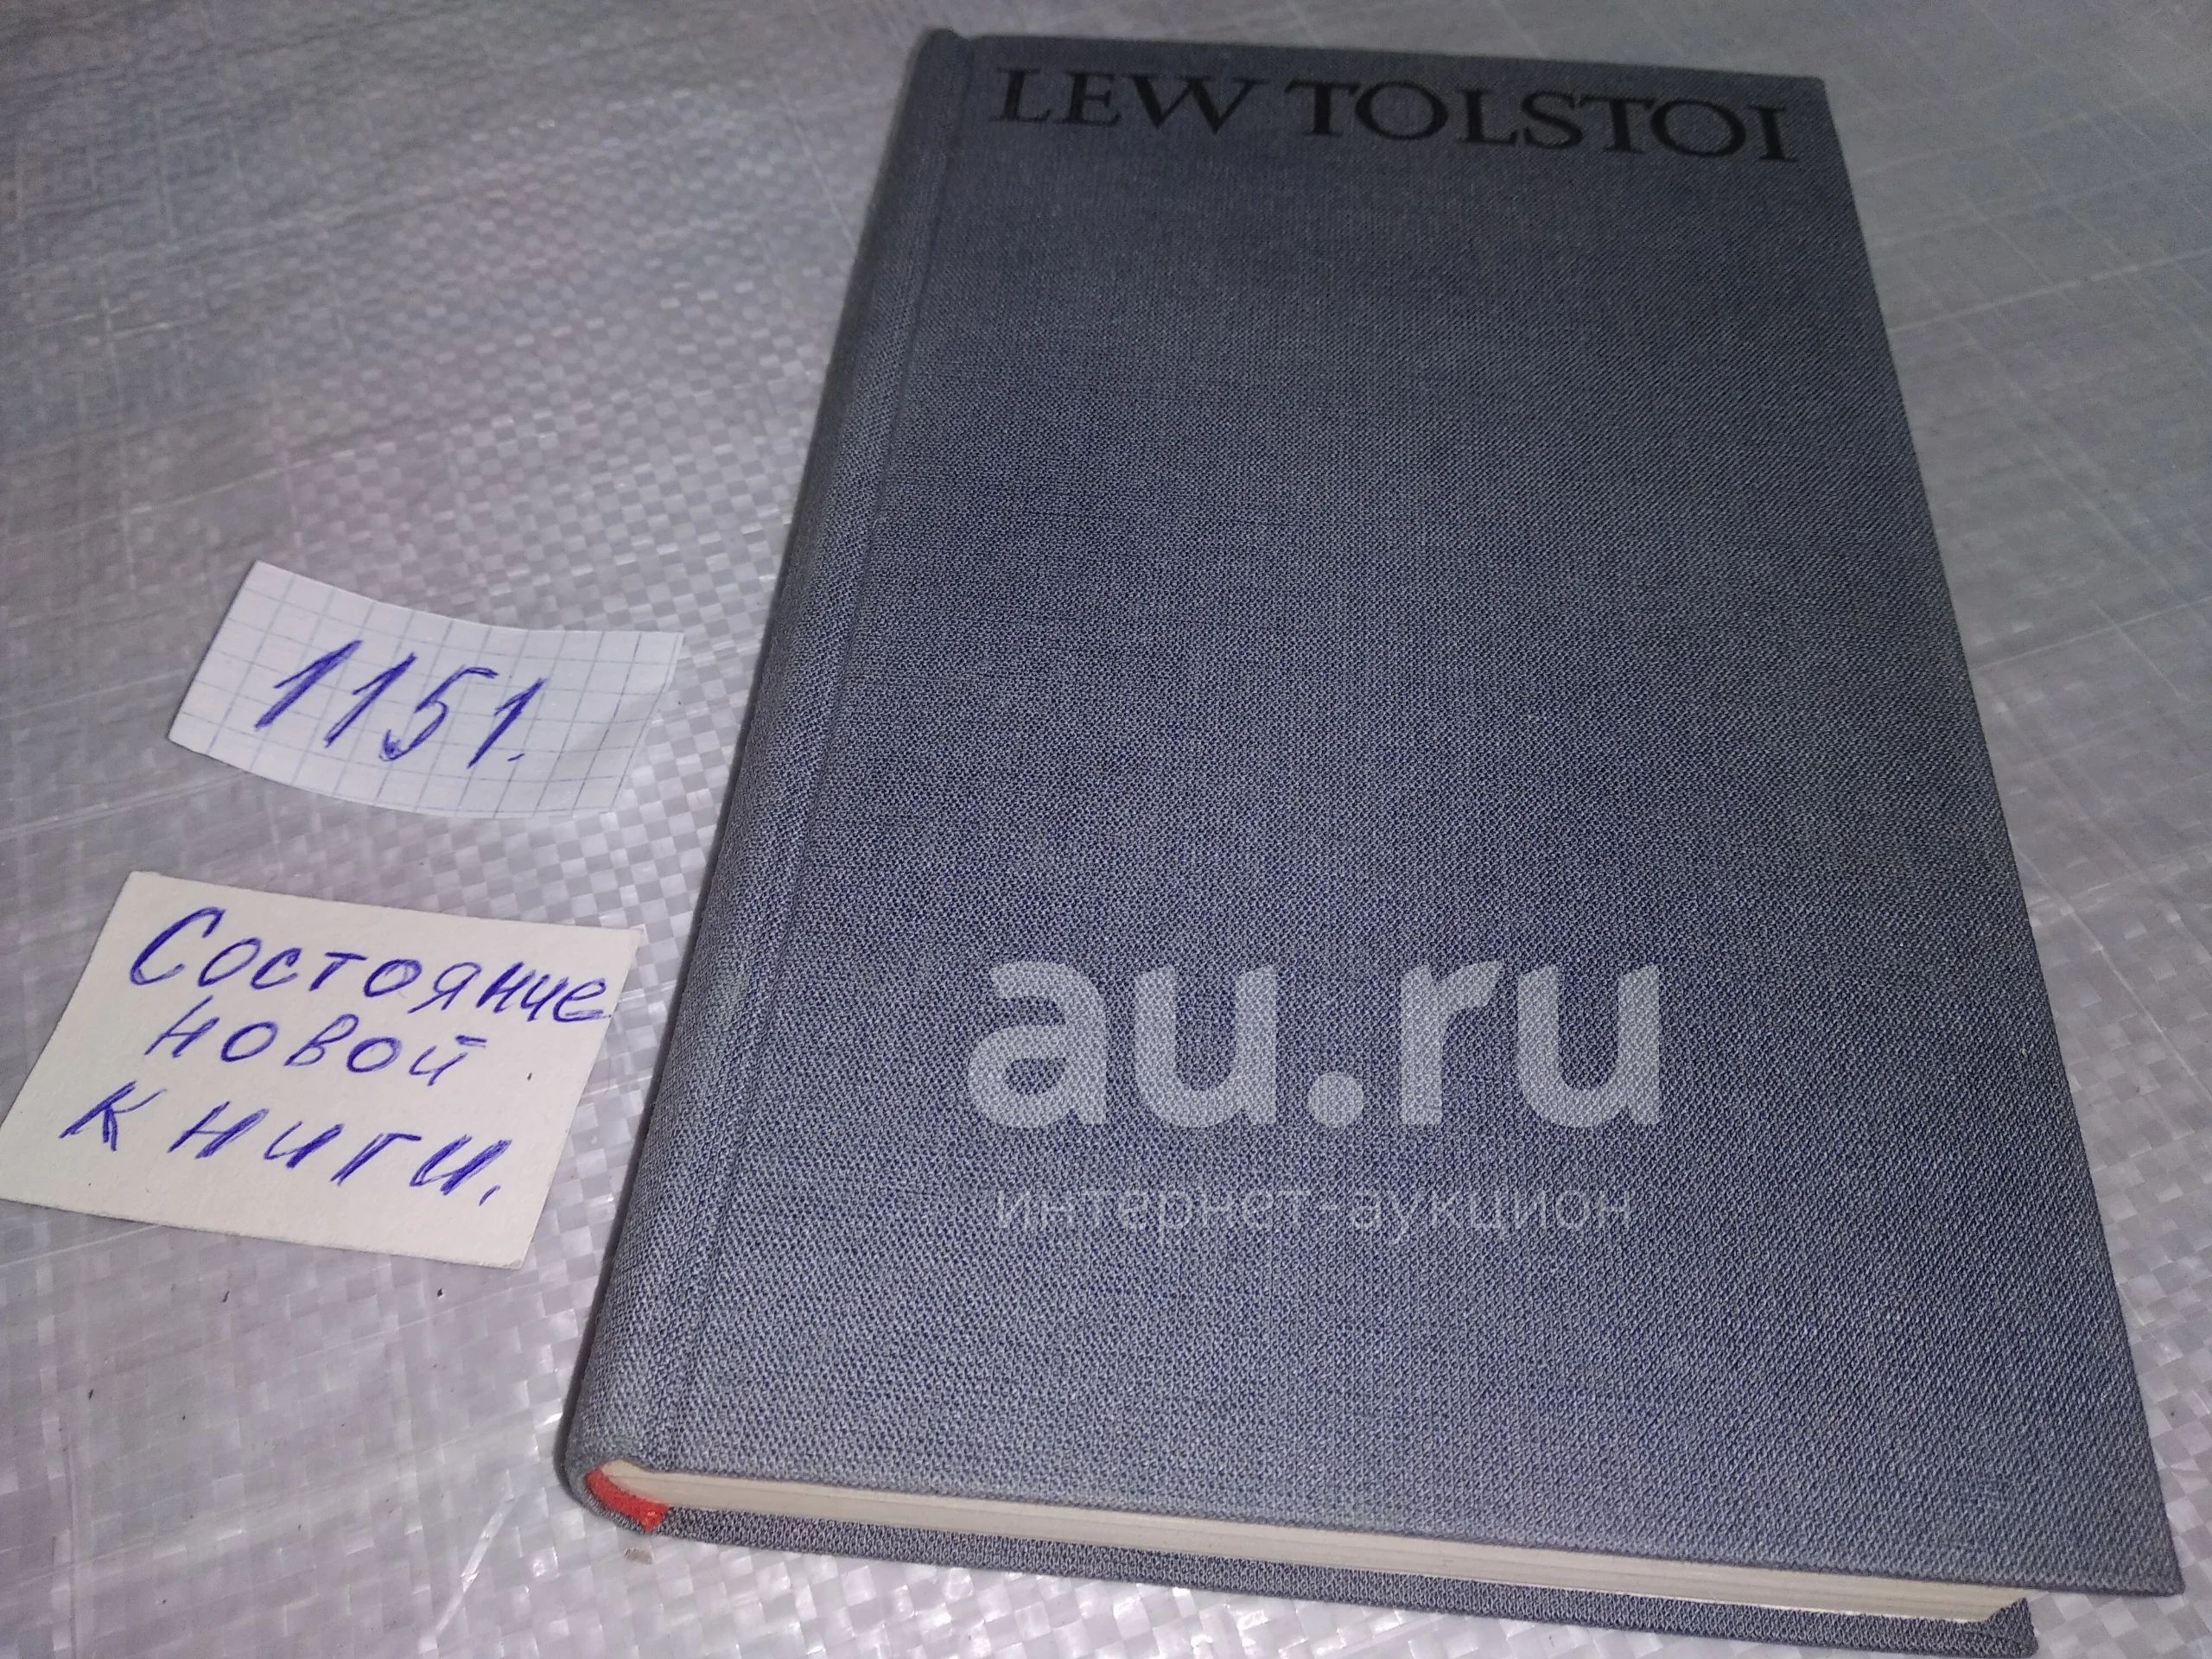 LEW TOLSTOI
1151.
Состояние
новой
книги.
au.ru
интернет-аукцион